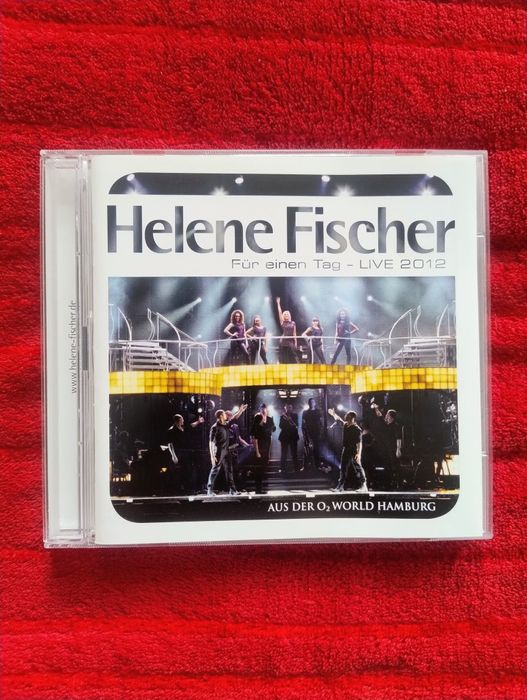 Helene Fischer
Für einen Tag - LIVE 2012
AUS DER O₂ WORLD HAMBURG
www.helene-fischer.de